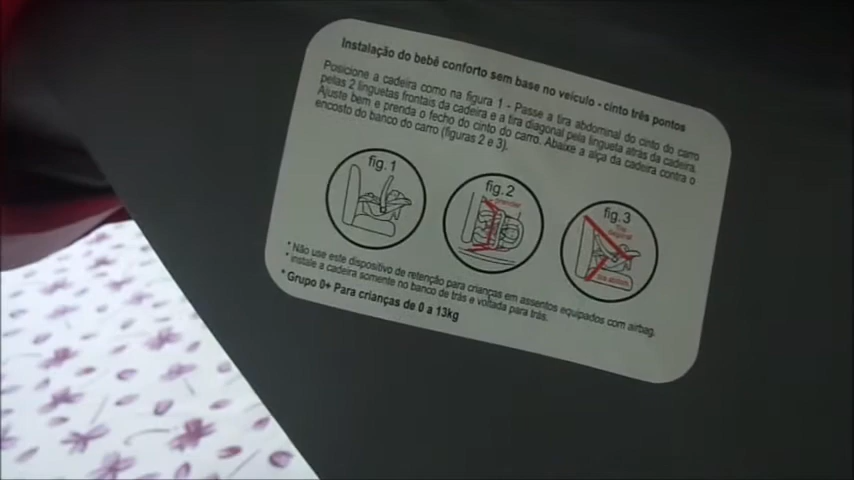 Instalação do bebê conforto sem base no veículo - cinto três pontos
Posicione a cadeira como na figura 1 - Passe a tira abdominal do cinto do carro
pelas 2 linguetas frontais da cadeira e a tira diagonal pela lingueta atrás da cadeira.
Ajuste bem e prenda o fecho do cinto do carro. Abaixe a alça da cadeira contra o
encosto do banco do carro (figuras 2 e 3).
fig.1
fig.2
fig.3
* Não use este dispositivo de retenção para crianças em assentos equipados com airbag.
* instale a cadeira somente no banco de trás e voltada para trás.
* Grupo 0+ Para crianças de 0 a 13kg